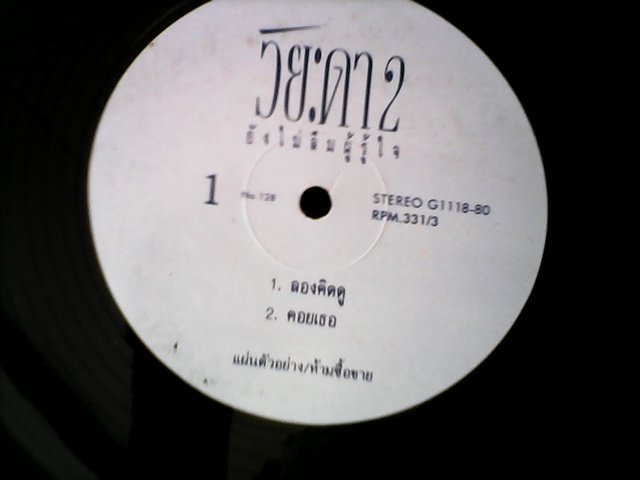 วิยะดา 2
ยังไม่ลืมผู้รู้ใจ
1
No. 128
STEREO G1118-80
RPM.331/3
1. ลองคิดดู
2. คอยเธอ
แผ่นตัวอย่าง/ห้ามซื้อขาย